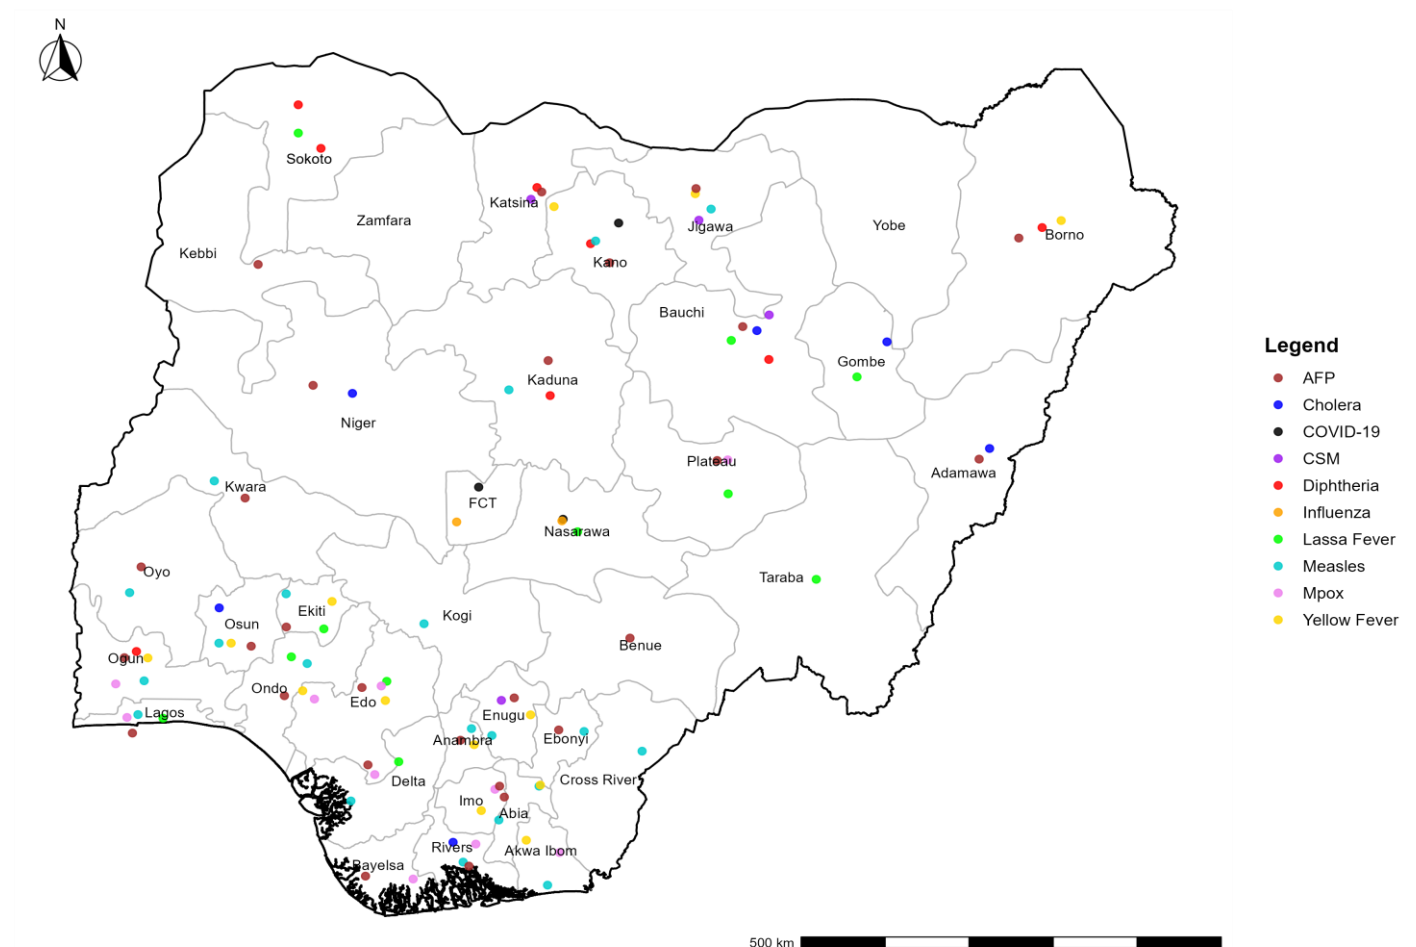 N
Sokoto
Katsina
Zamfara
Jigawa
Yobe
Borno
Kebbi
Kano
Bauchi
Gombe
Kaduna
Niger
Plateau
Adamawa
Kwara
FCT
Nasarawa
Oyo
Taraba
Ekiti
Kogi
Osun
Benue
Ogun
Ondo
Edo
Lagos
Enugu
Anambra
Ebonyi
Delta
Cross River
Imo
Abia
Rivers
Akwa Ibom
Bayelsa
Legend
AFP
Cholera
COVID-19
CSM
Diphtheria
Influenza
Lassa Fever
Measles
Mpox
Yellow Fever
500 km